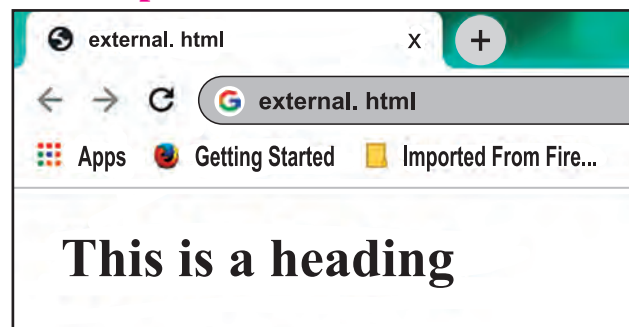 external. html x +
external. html
Apps Getting Started Imported From Fire...
This is a heading